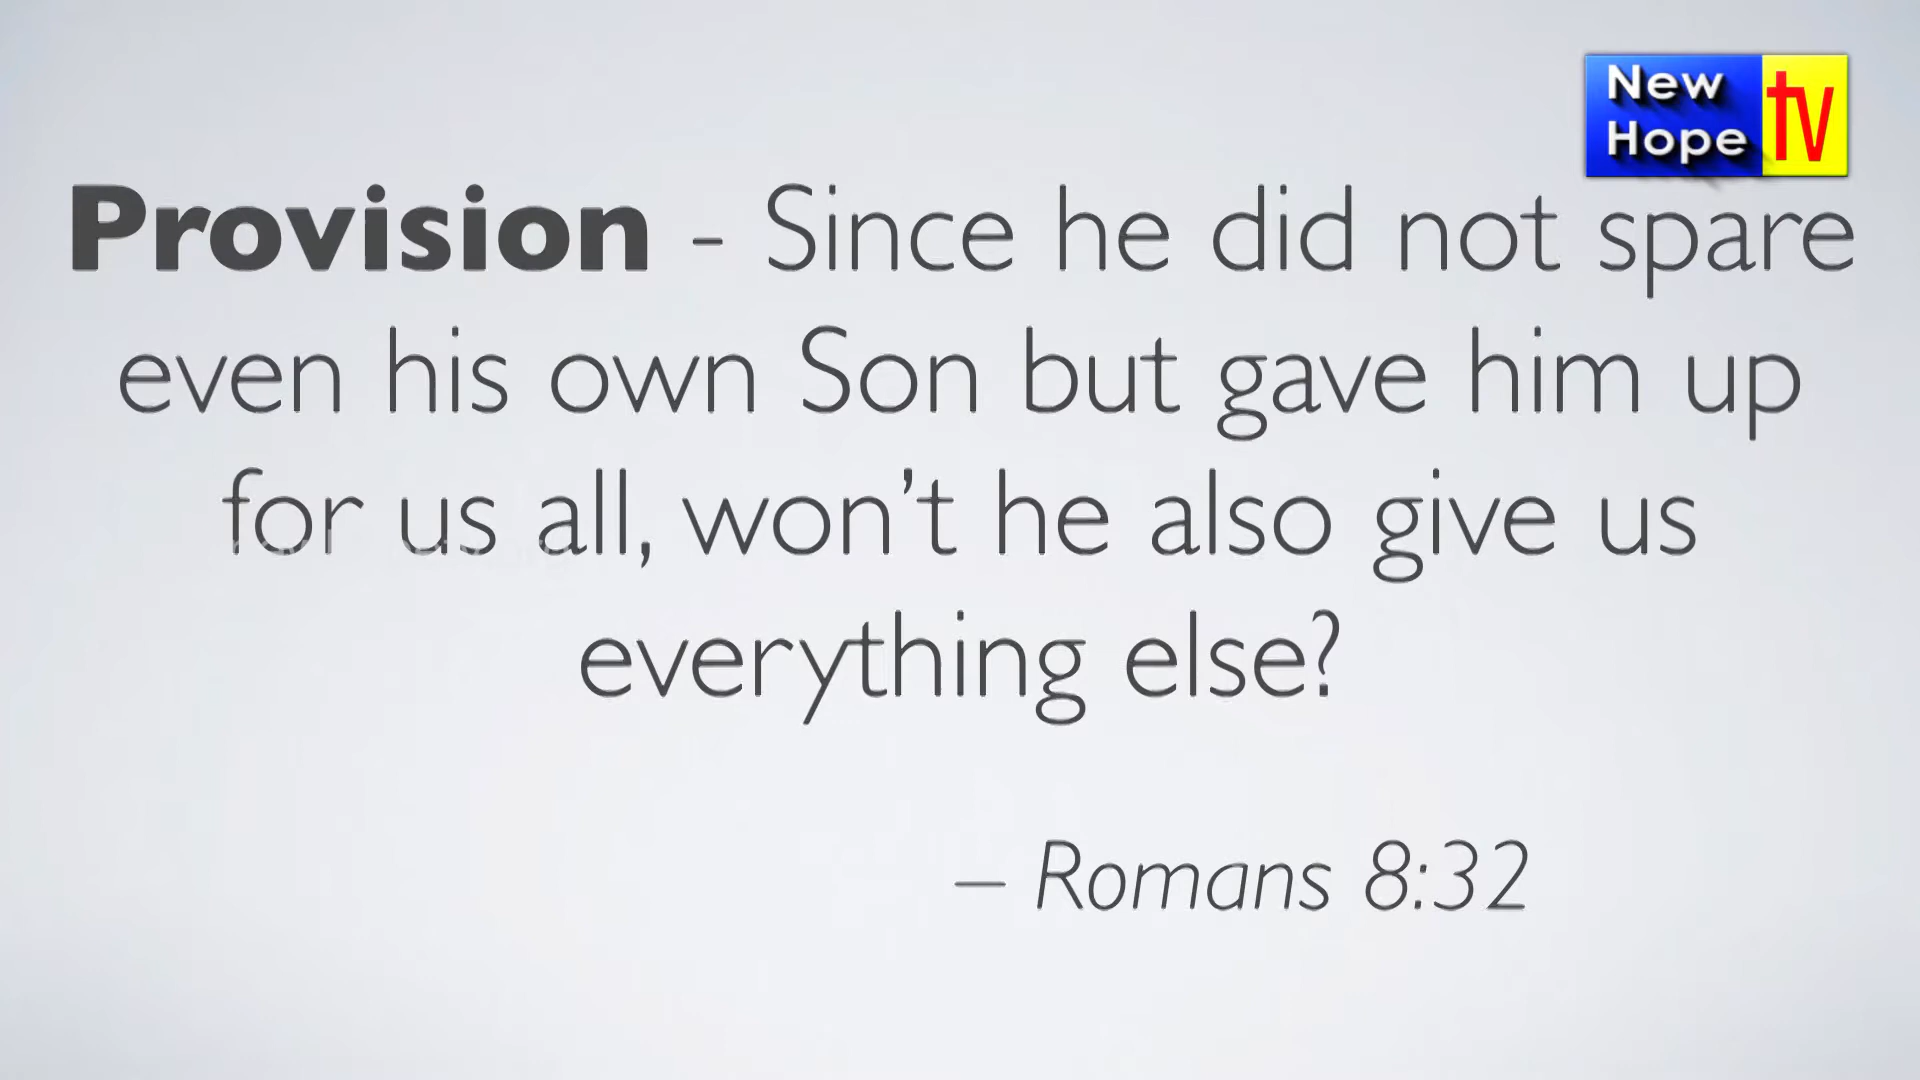 New
Hope
tv
Provision - Since he did not spare
even his own Son but gave him up
for us all, won’t he also give us
everything else?
– Romans 8:32